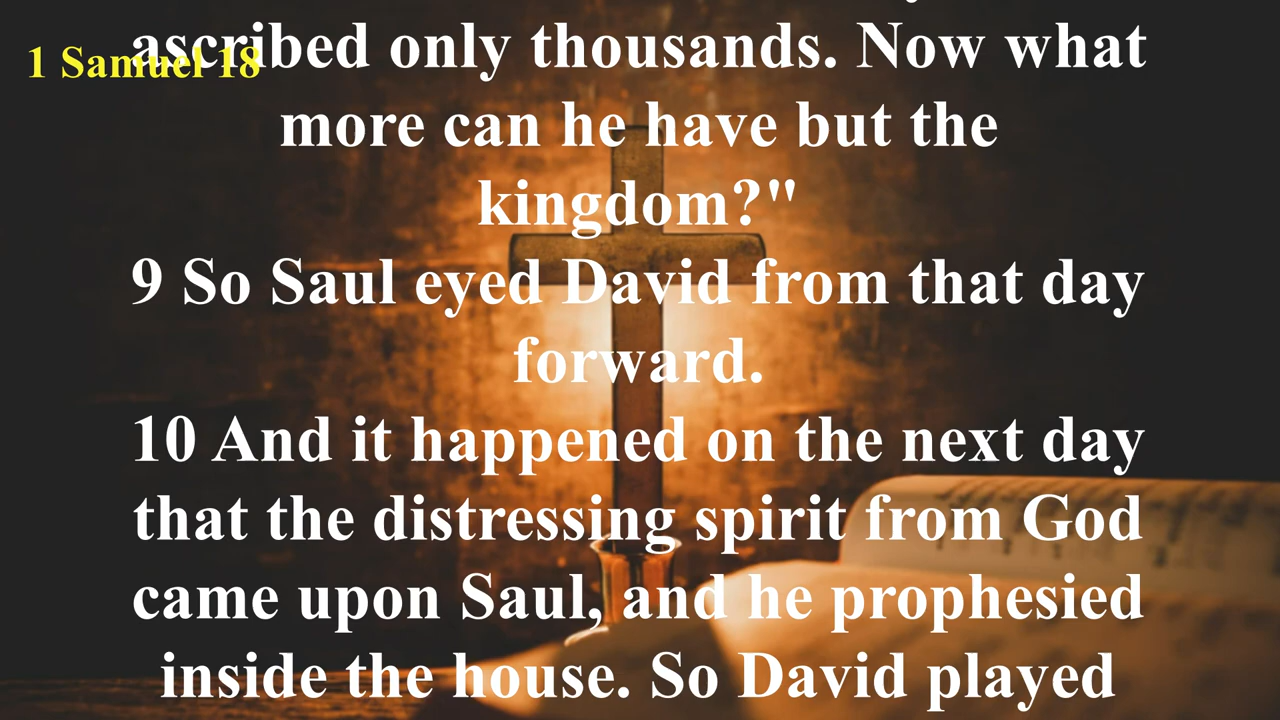 1 Samuel 18
ascribed only thousands. Now what
more can he have but the
kingdom?"
9 So Saul eyed David from that day
forward.
10 And it happened on the next day
that the distressing spirit from God
came upon Saul, and he prophesied
inside the house. So David played